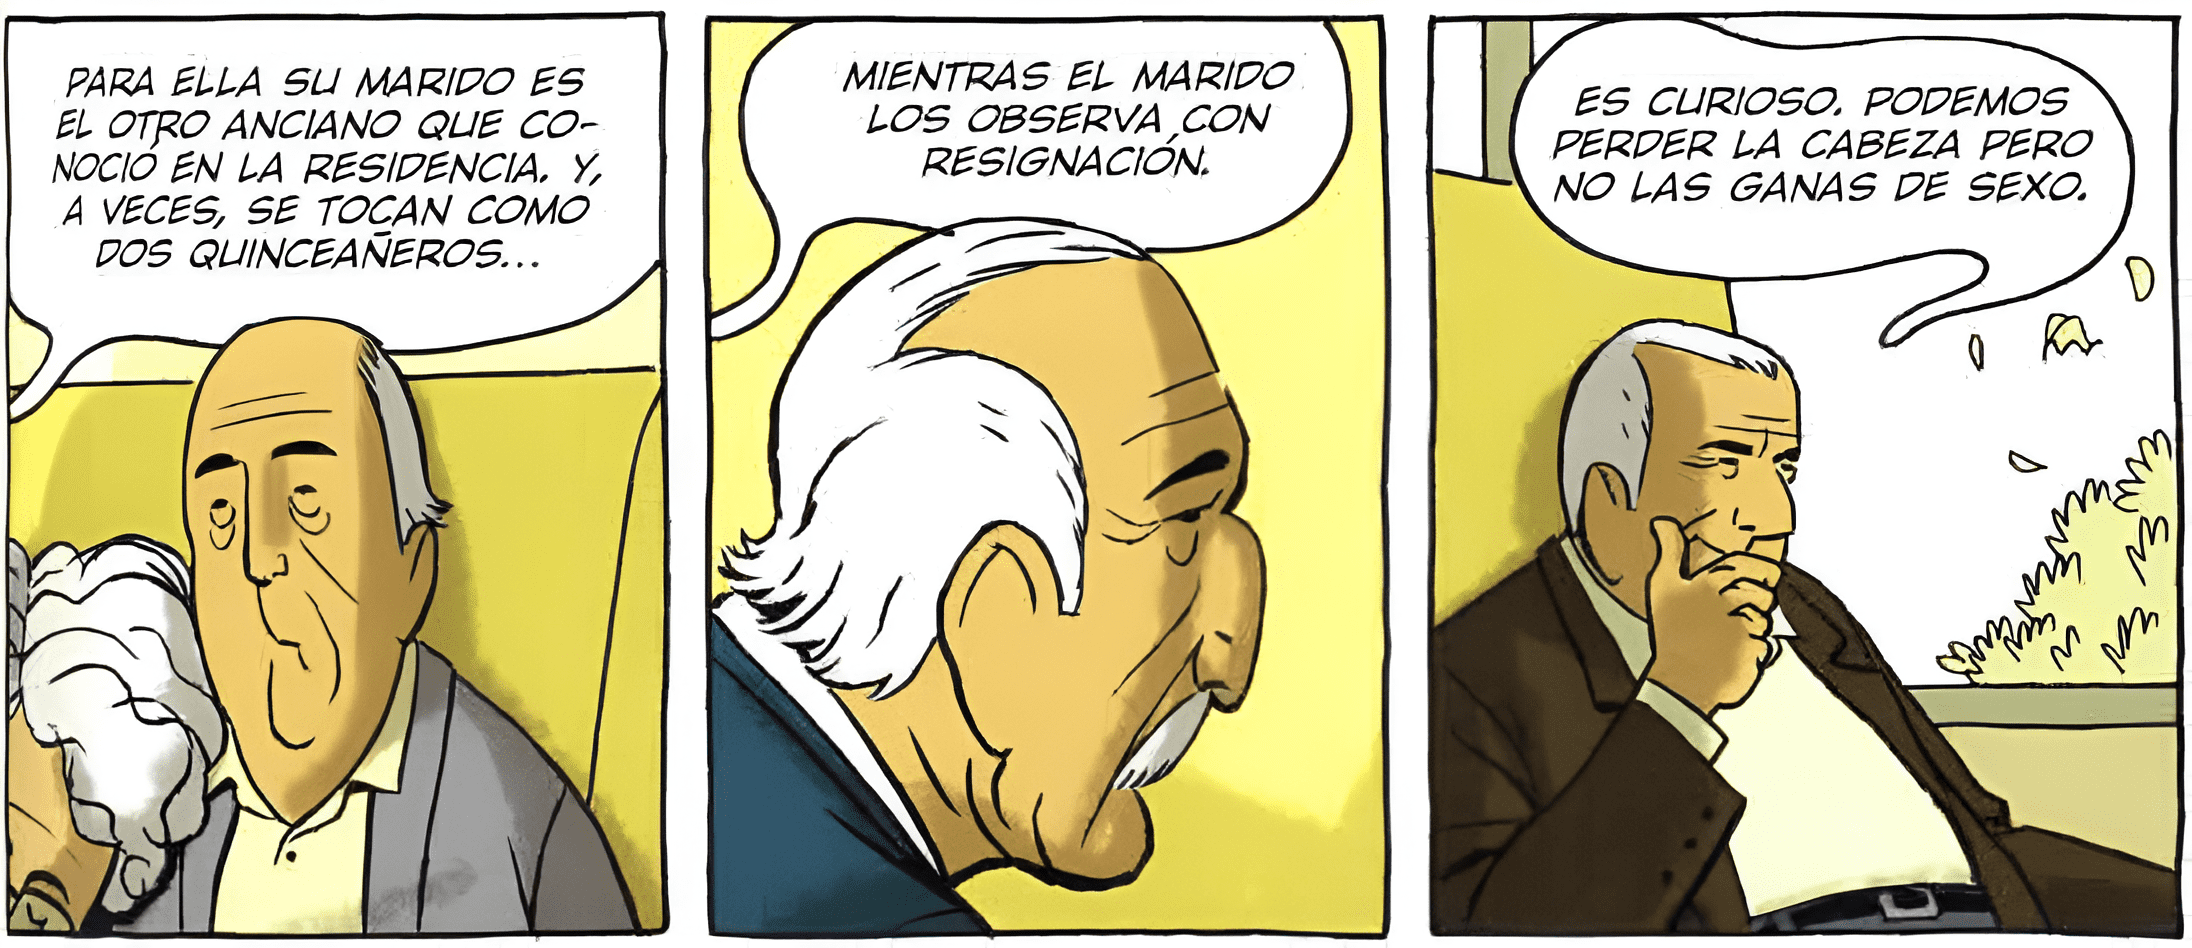 PARA ELLA SU MARIDO ES
EL OTRO ANCIANO QUE CO-
NOCIÓ EN LA RESIDENCIA. Y,
A VECES, SE TOCAN COMO
DOS QUINCEAÑEROS...
MIENTRAS EL MARIDO
LOS OBSERVA CON
RESIGNACIÓN.
ES CURIOSO. PODEMOS
PERDER LA CABEZA PERO
NO LAS GANAS DE SEXO.